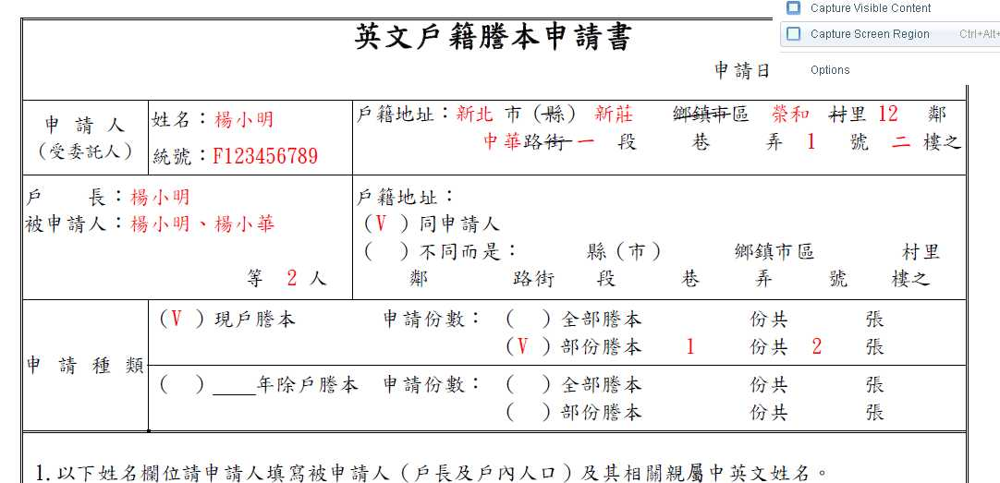 Capture Visible Content
Capture Screen Region Ctrl+Alt+
Options
英文戶籍謄本申請書
申請日
申請人
（受委託人）
姓名：楊小明
統號：F123456789
戶籍地址：新北 市（縣） 新莊 鄉鎮市區 榮和 村里 12 鄰
中華路街 一 段 巷 弄 1 號 二 樓之
戶 長：楊小明
被申請人：楊小明、楊小華
等 2 人
戶籍地址：
（V ）同申請人
（ ）不同而是： 縣（市） 鄉鎮市區 村里
鄰 路街 段 巷 弄 號 樓之
申請種類
（V ）現戶謄本 申請份數：（ ）全部謄本 份共 張
（V ）部份謄本 1 份共 2 張
（ ）____年除戶謄本 申請份數：（ ）全部謄本 份共 張
（ ）部份謄本 份共 張
1.以下姓名欄位請申請人填寫被申請人（戶長及戶內人口）及其相關親屬中英文姓名。